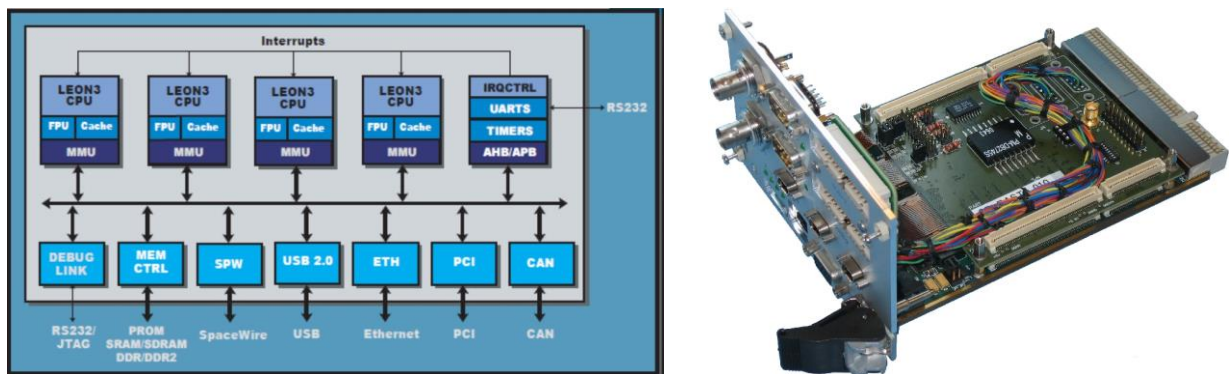 Interrupts
LEON3
CPU
FPU Cache
MMU
LEON3
CPU
FPU Cache
MMU
LEON3
CPU
FPU Cache
MMU
LEON3
CPU
FPU Cache
MMU
IRQCTRL
UARTS
TIMERS
AHB/APB
RS232
DEBUG
LINK
MEM
CTRL
SPW
USB 2.0
ETH
PCI
CAN
RS232/
JTAG
PROM
SRAM/SDRAM
DDR/DDR2
SpaceWire
USB
Ethernet
PCI
CAN